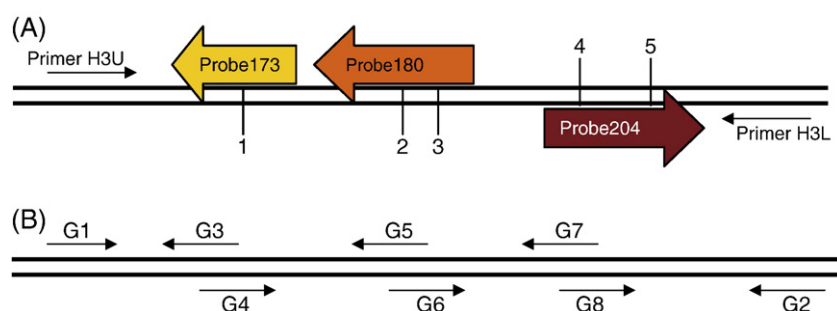 (A)
Primer H3U
Probe173
Probe180
4 5
1 2 3
Probe204
Primer H3L
(B)
G1 G3 G5 G7
G4 G6 G8 G2